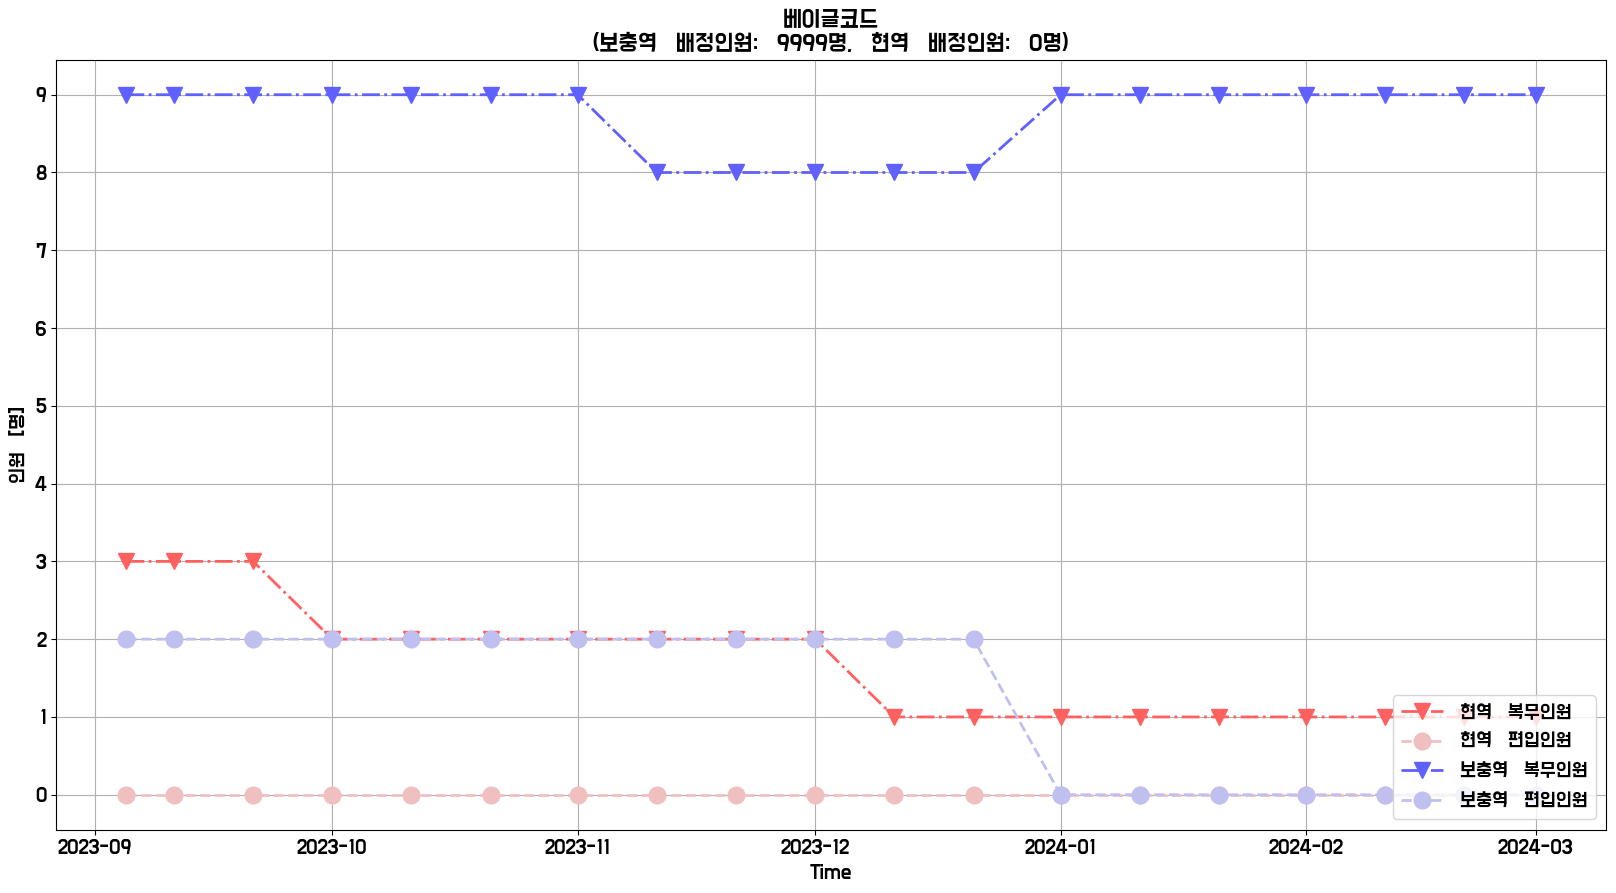 베이글코드
(보충역 배정인원: 9999명, 현역 배정인원: 0명)
9
8
7
6
5
4
3
2
1
0
인원 [명]
2023-09
2023-10
2023-11
2023-12
2024-01
2024-02
2024-03
Time
현역 복무인원
현역 편입인원
보충역 복무인원
보충역 편입인원